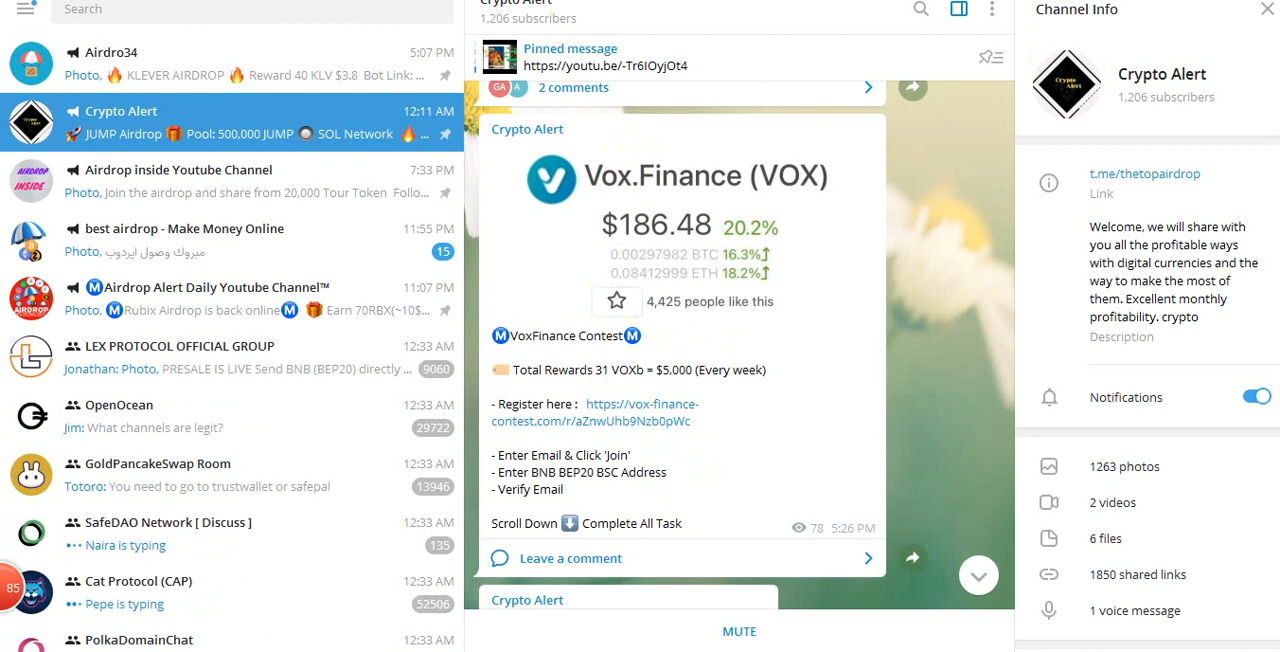 Search
Airdro34
5:07 PM
Photo, 🔥 KLEVER AIRDROP 🔥 Reward 40 KLV $3.8 Bot Link: ...
Crypto Alert
12:11 AM
🚀 JUMP Airdrop 🎁 Pool: 500,000 JUMP 🔘 SOL Network 🔥 ...
AIRDROP
INSIDE
Airdrop inside Youtube Channel
7:33 PM
Photo, Join the airdrop and share from 20,000 Tour Token Follo...
best airdrop - Make Money Online
11:55 PM
Photo, مبروك وصول ايردوب
15
AIRDROP
Ⓜ️Airdrop Alert Daily Youtube Channel™
11:07 PM
Photo, Ⓜ️Rubix Airdrop is back onlineⓂ️ 🎁 Earn 70RBX(~10$...
LEX PROTOCOL OFFICIAL GROUP
12:33 AM
Jonathan: Photo, PRESALE IS LIVE Send BNB (BEP20) directly ...
9060
OpenOcean
12:33 AM
Jim: What channels are legit?
29722
GoldPancakeSwap Room
12:33 AM
Totoro: You need to go to trustwallet or safepal
13946
SafeDAO Network [ Discuss ]
12:33 AM
Naira is typing
135
85
Cat Protocol (CAP)
12:33 AM
Pepe is typing
52506
PolkaDomainChat
12:33 AM
Crypto Alert
1,206 subscribers
Pinned message
https://youtu.be/-Tr6IOyjOt4
GA A 2 comments
Crypto Alert
Vox.Finance (VOX)
$186.48 20.2%
0.00297982 BTC 16.3%
0.08412999 ETH 18.2%
4,425 people like this
Ⓜ️VoxFinance ContestⓂ️
🏷 Total Rewards 31 VOXb = $5,000 (Every week)
- Register here : https://vox-finance-
contest.com/r/aZnwUhb9Nzb0pWc
- Enter Email & Click 'Join'
- Enter BNB BEP20 BSC Address
- Verify Email
Scroll Down ⬇️ Complete All Task
78 5:26 PM
Leave a comment
Crypto Alert
MUTE
Channel Info
Crypto Alert
Crypto Alert
1,206 subscribers
t.me/thetopairdrop
Link
Welcome, we will share with
you all the profitable ways
with digital currencies and the
way to make the most of
them. Excellent monthly
profitability. crypto
Description
Notifications
1263 photos
2 videos
6 files
1850 shared links
1 voice message